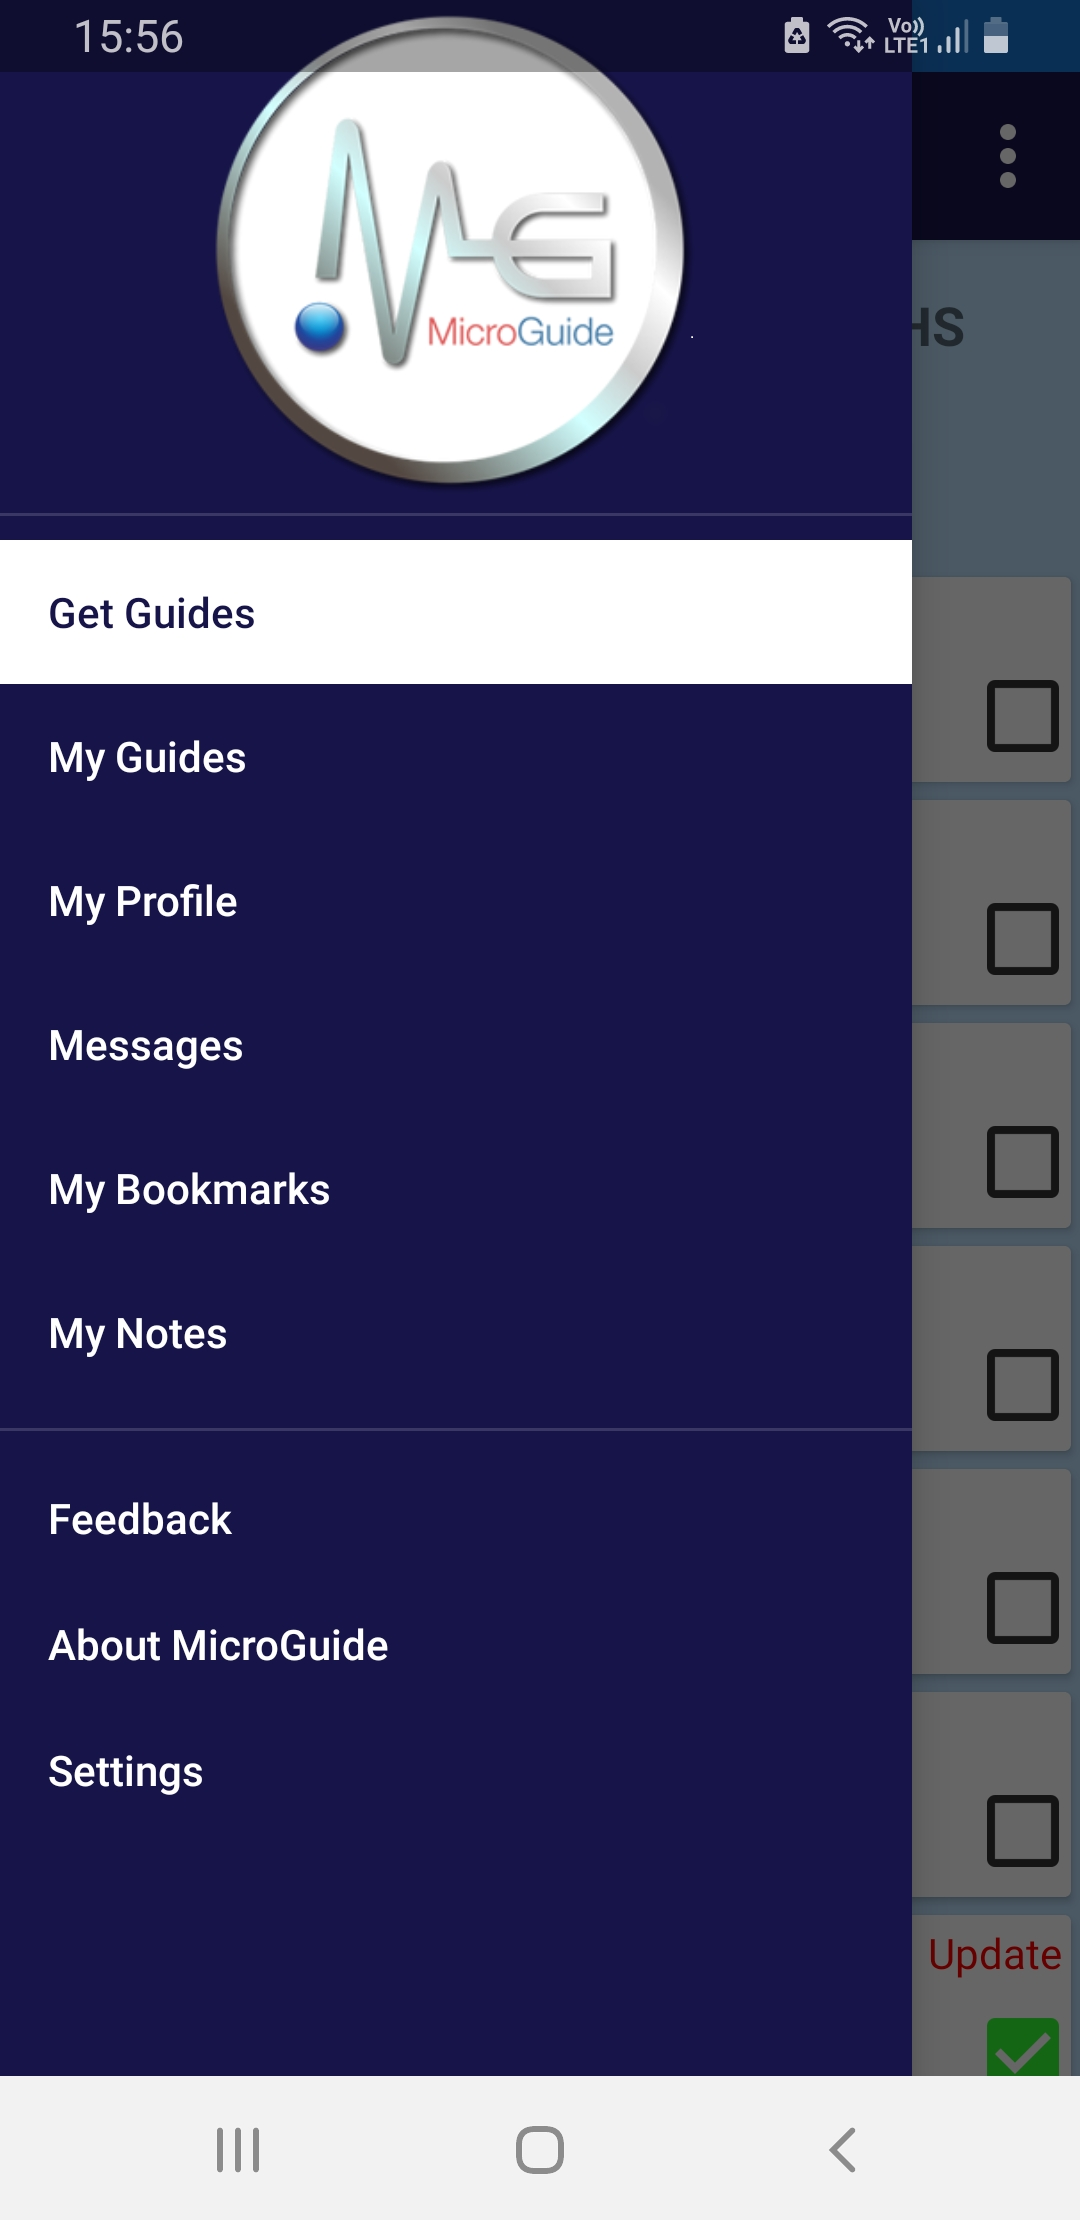 15:56
Vo))
LTE1
MG
MicroGuide
HS
Get Guides
My Guides
My Profile
Messages
My Bookmarks
My Notes
Feedback
About MicroGuide
Settings
Update